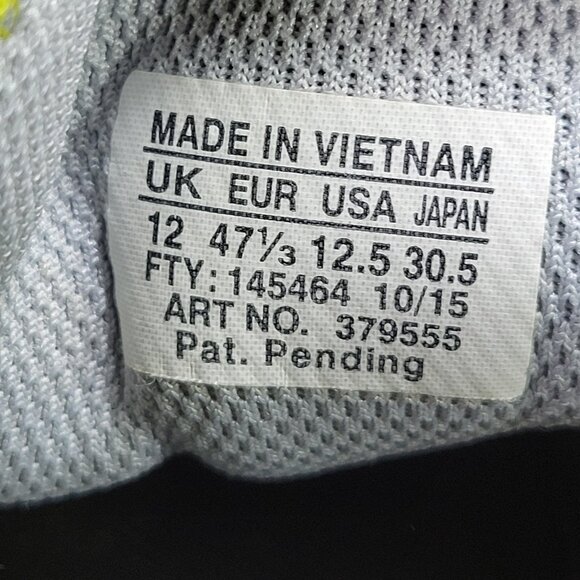 MADE IN VIETNAM
UK EUR USA JAPAN
12 47⅓ 12.5 30.5
FTY: 145464 10/15
ART NO. 379555
Pat. Pending